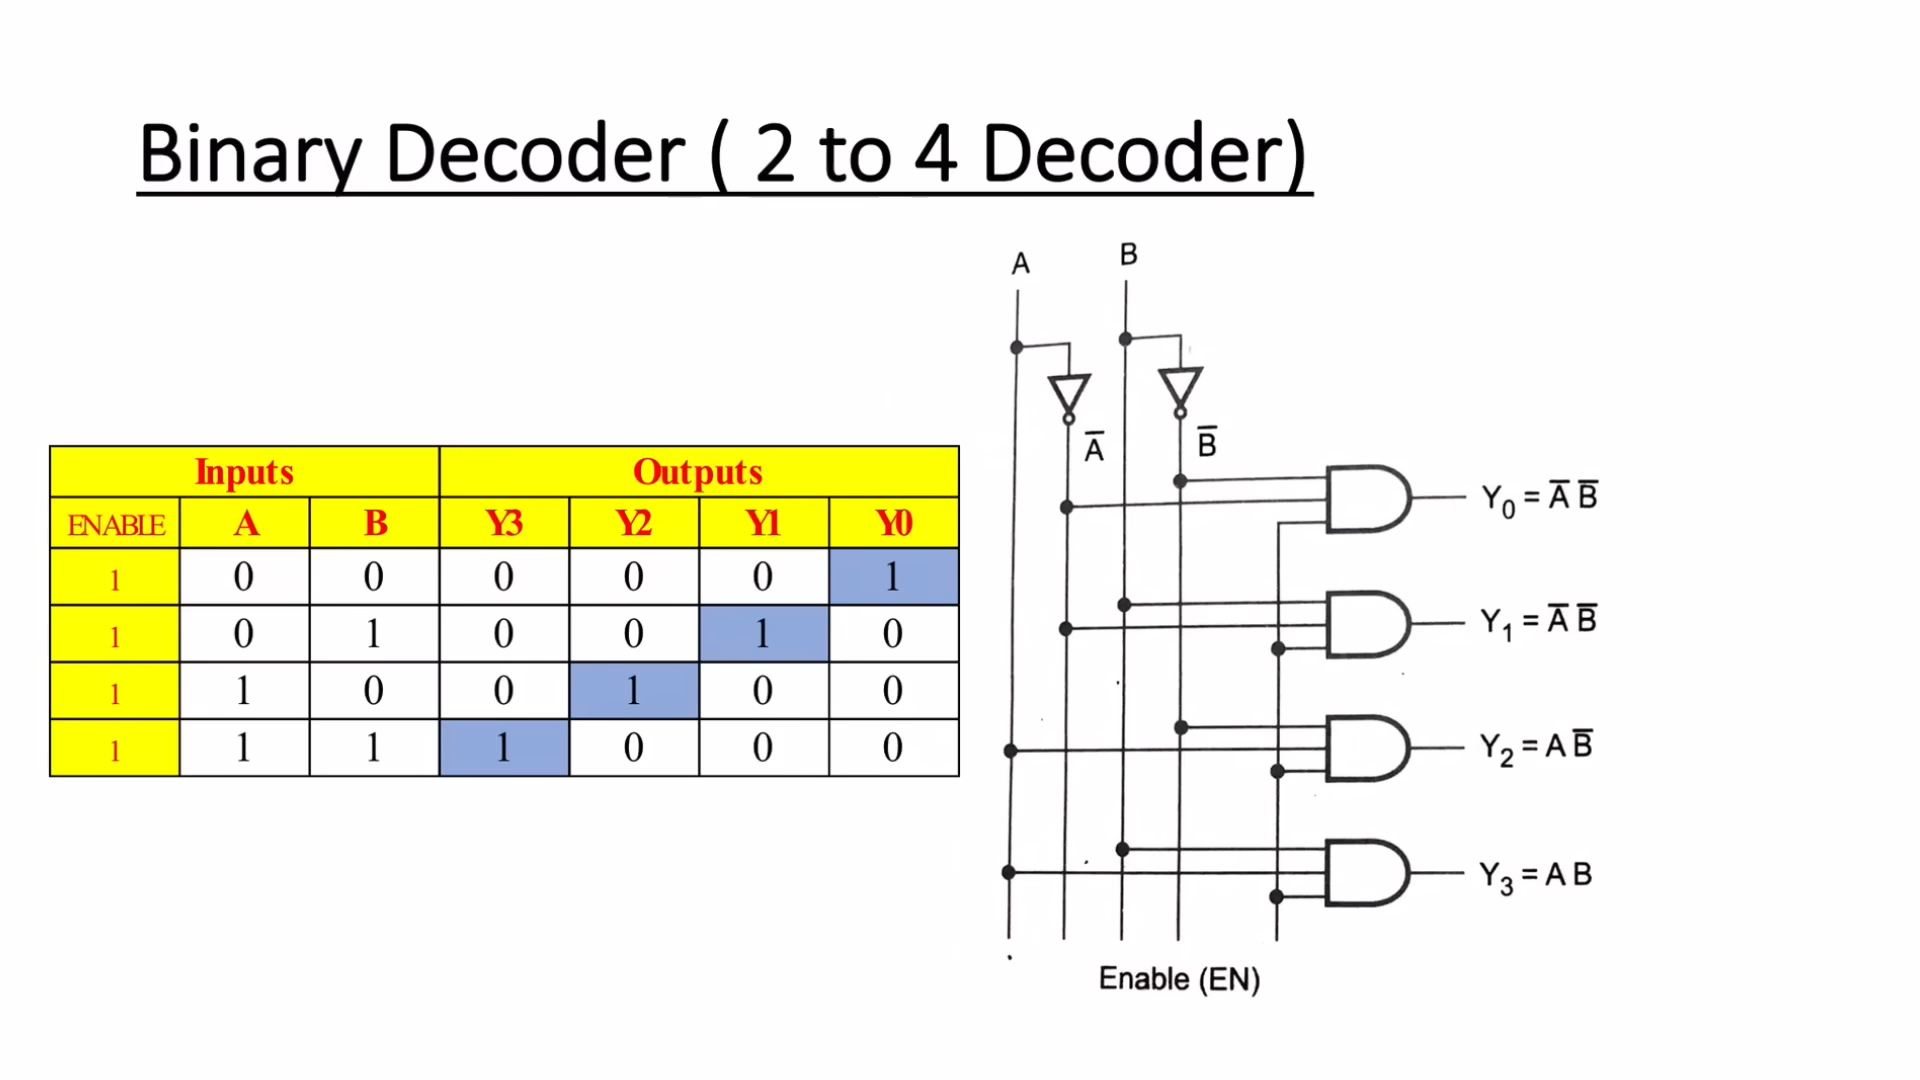 Binary Decoder ( 2 to 4 Decoder)
Inputs Outputs
ENABLE A B Y3 Y2 Y1 Y0
1 0 0 0 0 0 1
1 0 1 0 0 1 0
1 1 0 0 1 0 0
1 1 1 1 0 0 0
A B
A̅ B̅
Y₀ = A̅ B̅
Y₁ = A̅ B̅
Y₂ = A B̅
Y₃ = A B
Enable (EN)